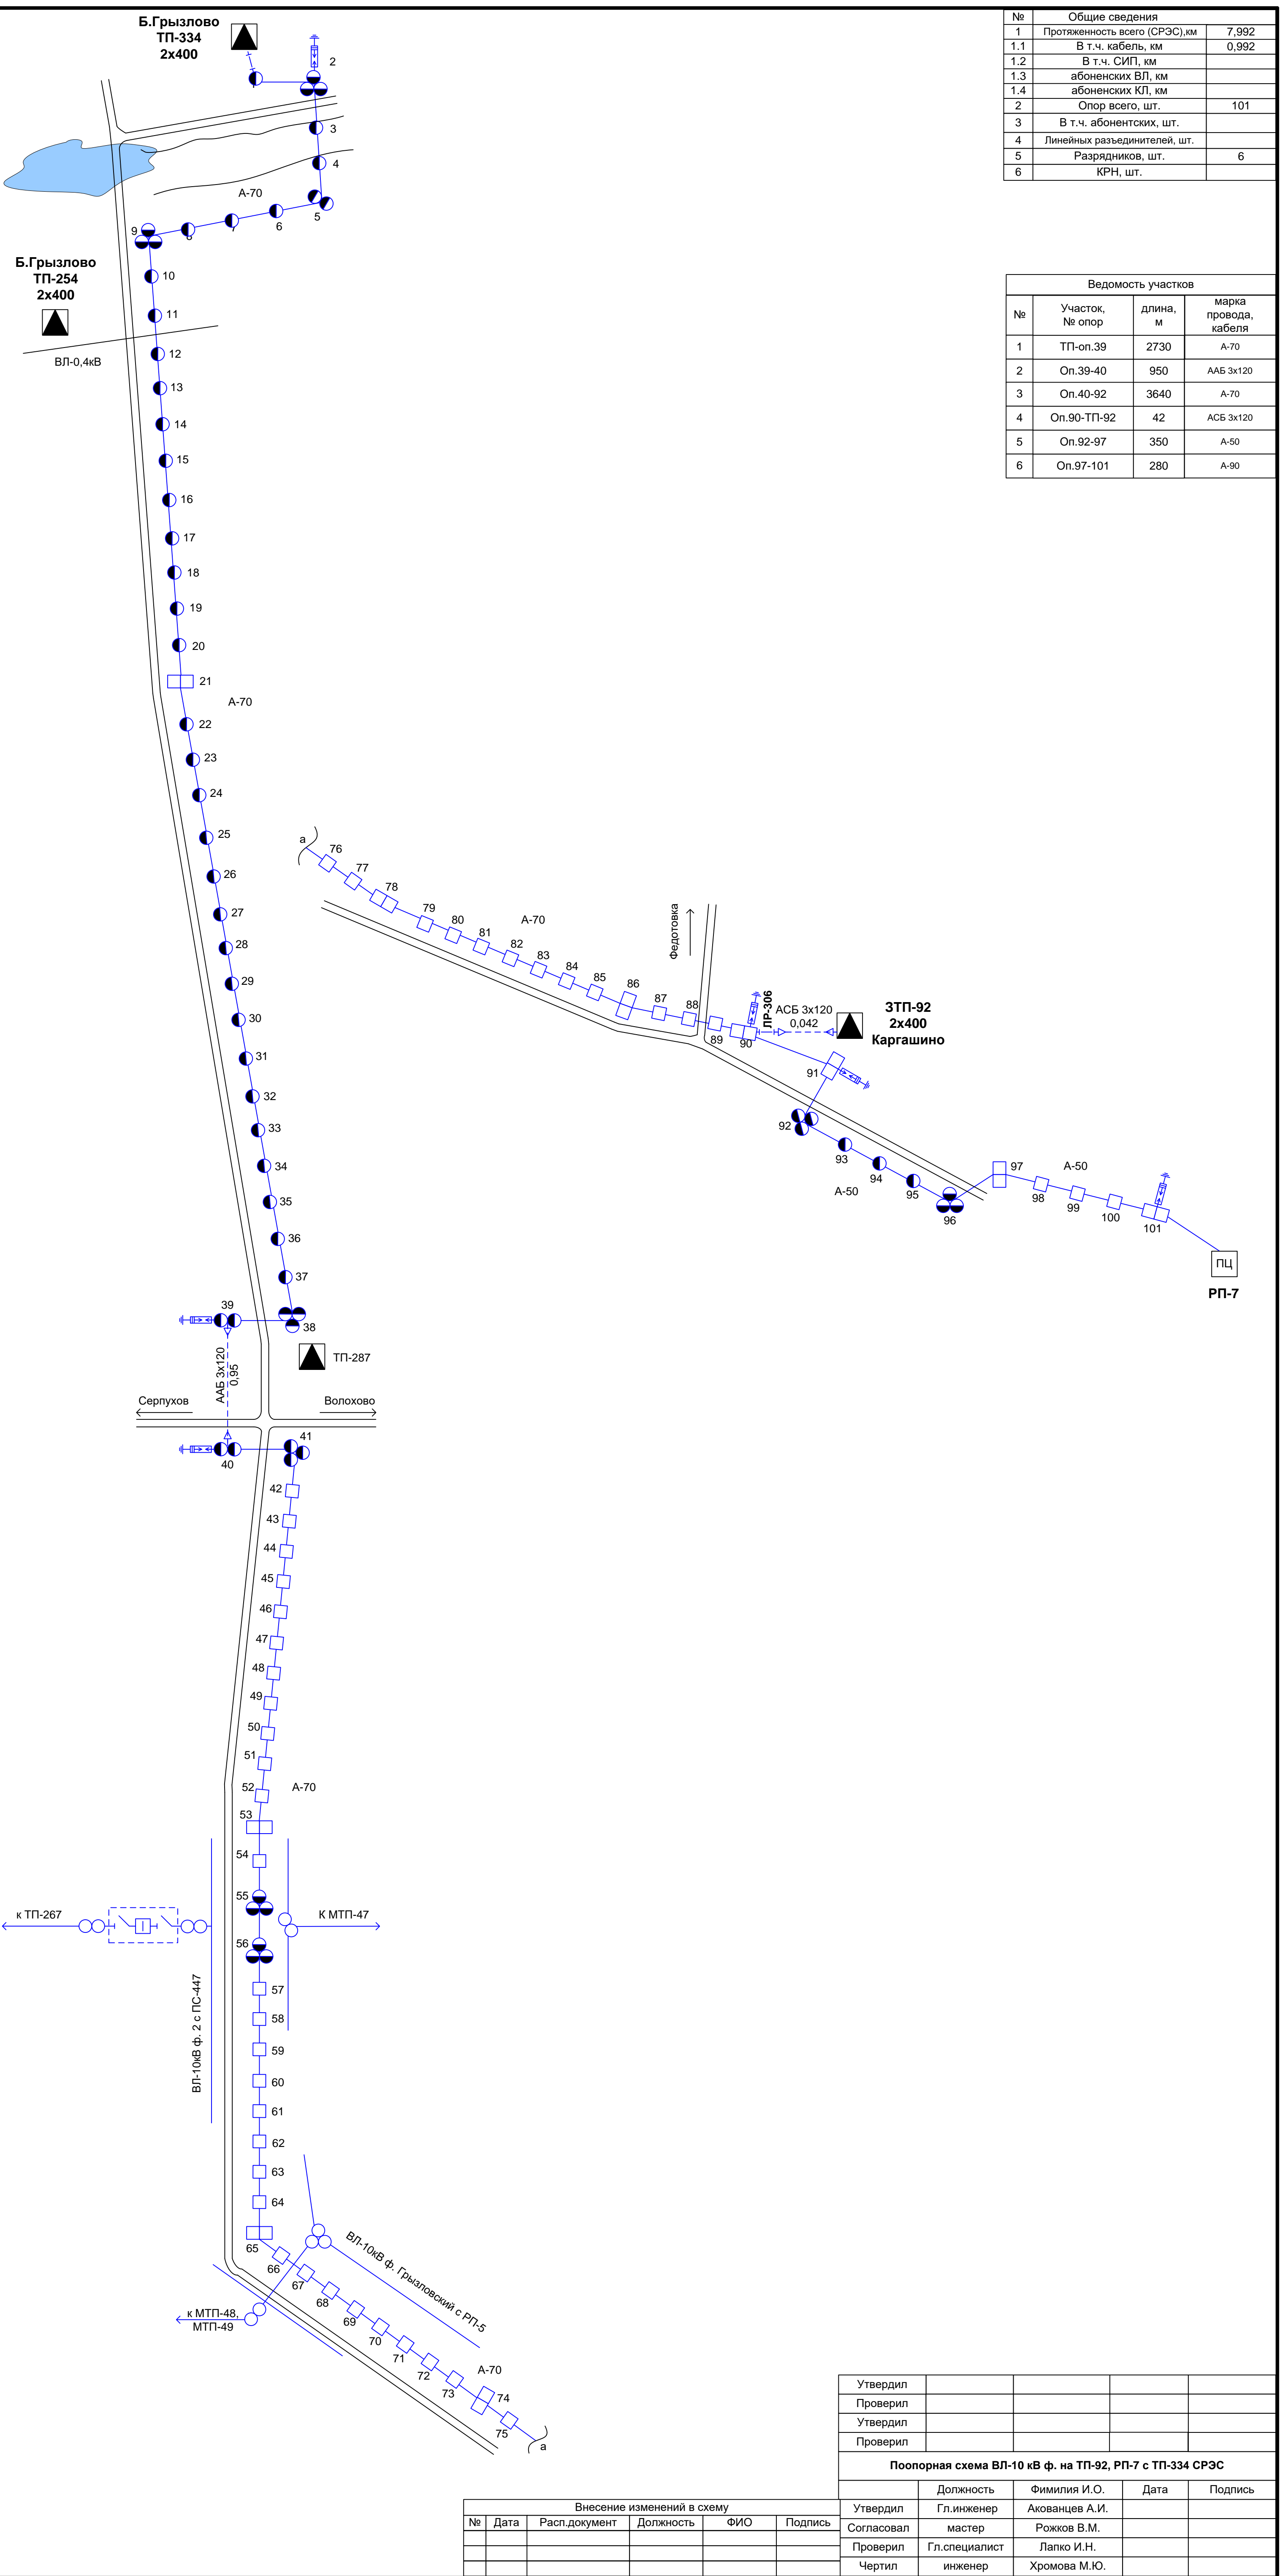 Б.Грызлово
ТП-334
2х400
2
3
4
А-70
5
6
7
8
9
Б.Грызлово
ТП-254
2х400
ВЛ-0,4кВ
10
11
12
13
14
15
16
17
18
19
20
21
А-70
22
23
24
25
26
27
28
29
30
31
32
33
34
35
36
37
38
39
ТП-287
ААБ 3х120
0,95
Серпухов
Волохово
40
41
42
43
44
45
46
47
48
49
50
51
52
А-70
53
54
55
к ТП-267
К МТП-47
56
ВЛ-10кВ ф. 2 с ПС-447
57
58
59
60
61
62
63
64
65
66
67
68
69
70
71
72
73
74
75
а
ВЛ-10кВ ф. Грызловский с РП-5
к МТП-48,
МТП-49
А-70
а
76
77
78
79
80
81
82
83
84
85
86
87
88
89
90
А-70
Федотовка
ЛР-306
АСБ 3х120
0,042
ЗТП-92
2х400
Каргашино
91
92
93
94
95
96
А-50
97
А-50
98
99
100
101
ПЦ
РП-7
№ Общие сведения
1 Протяженность всего (СРЭС),км 7,992
1.1 В т.ч. кабель, км 0,992
1.2 В т.ч. СИП, км
1.3 абоненских ВЛ, км
1.4 абоненских КЛ, км
2 Опор всего, шт. 101
3 В т.ч. абонентских, шт.
4 Линейных разъединителей, шт.
5 Разрядников, шт. 6
6 КРН, шт.
Ведомость участков
№ Участок, № опор длина, м марка провода, кабеля
1 ТП-оп.39 2730 А-70
2 Оп.39-40 950 ААБ 3х120
3 Оп.40-92 3640 А-70
4 Оп.90-ТП-92 42 АСБ 3х120
5 Оп.92-97 350 А-50
6 Оп.97-101 280 А-90
Утвердил
Проверил
Утвердил
Проверил
Поопорная схема ВЛ-10 кВ ф. на ТП-92, РП-7 с ТП-334 СРЭС
Должность Фимилия И.О. Дата Подпись
Утвердил Гл.инженер Акованцев А.И.
Согласовал мастер Рожков В.М.
Проверил Гл.специалист Лапко И.Н.
Чертил инженер Хромова М.Ю.
Внесение изменений в схему
№ Дата Расп.документ Должность ФИО Подпись